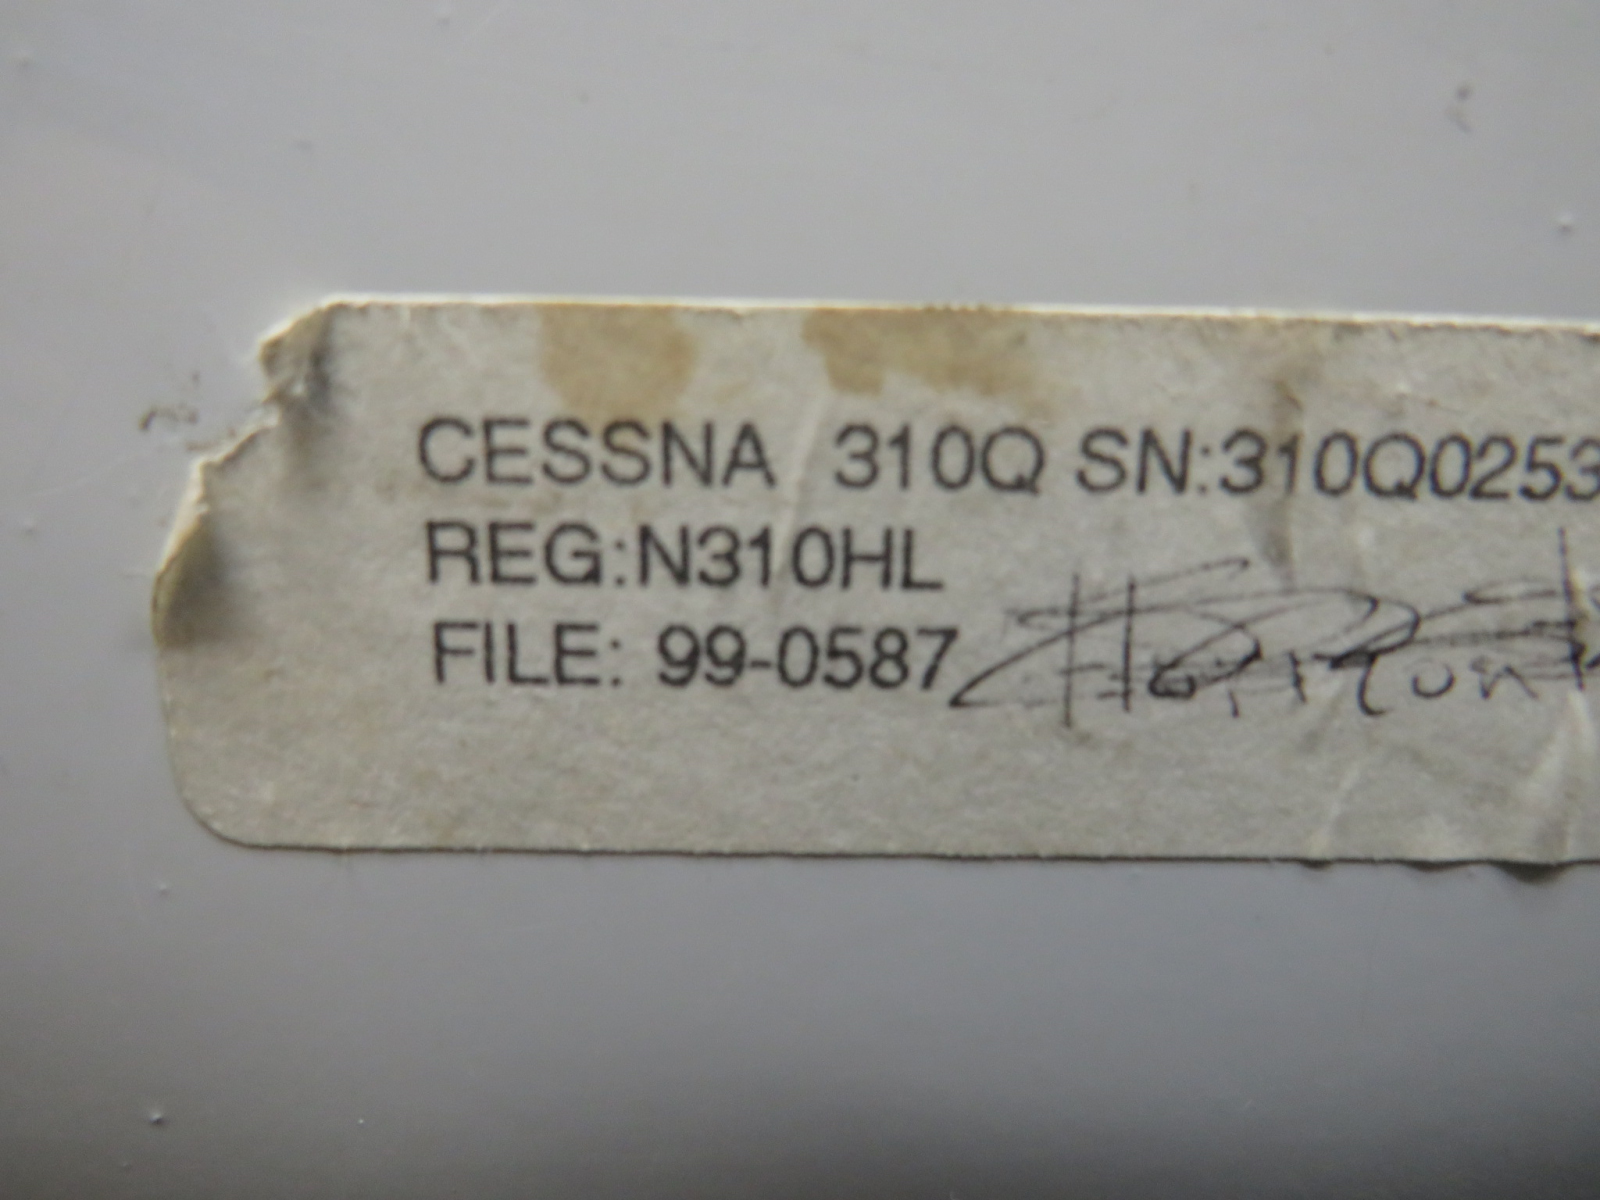 CESSNA 310Q SN:310Q0253
REG:N310HL
FILE: 99-0587